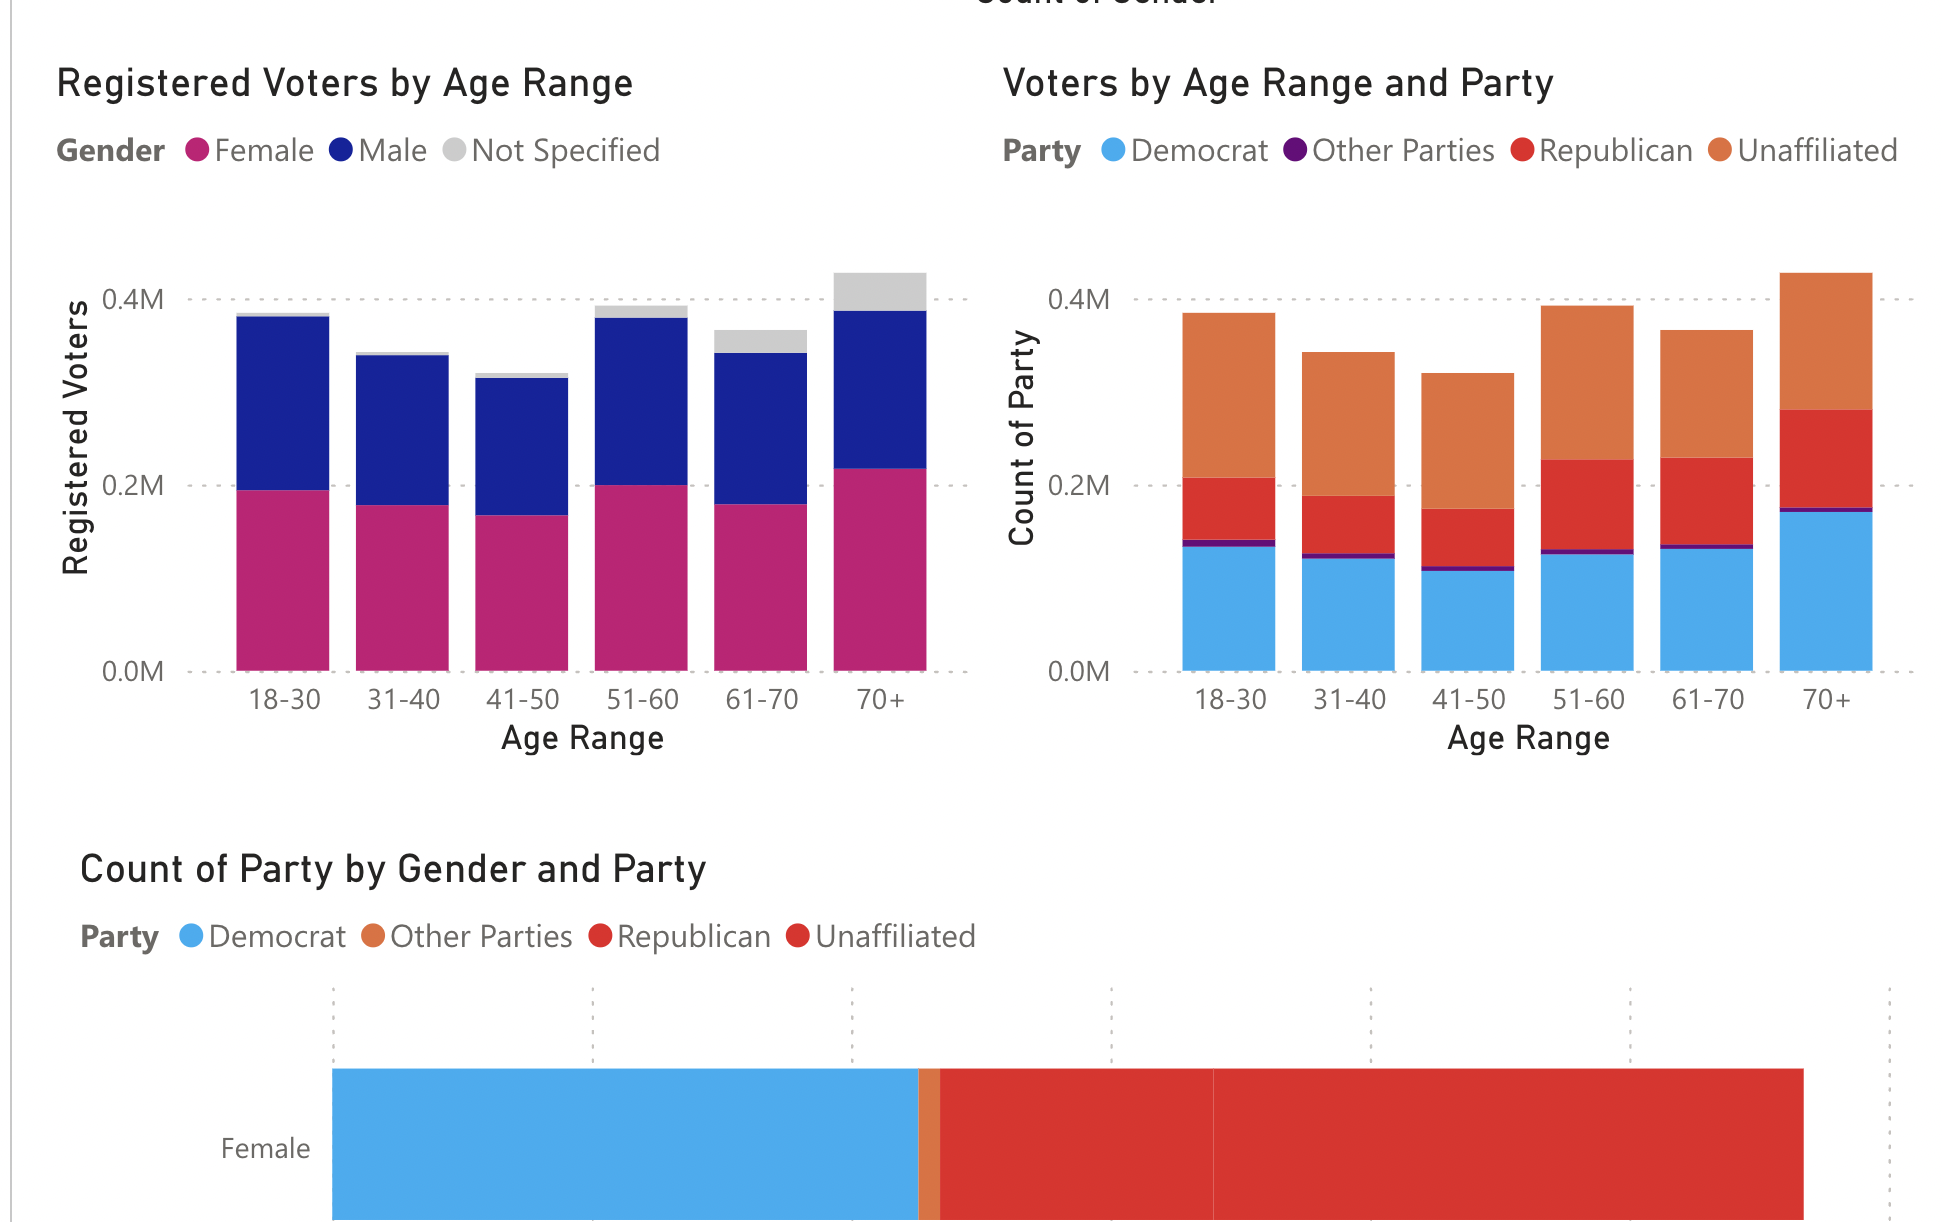 Count of Gender
Registered Voters by Age Range
Gender Female Male Not Specified
Registered Voters
0.4M
0.2M
0.0M
18-30 31-40 41-50 51-60 61-70 70+
Age Range
Voters by Age Range and Party
Party Democrat Other Parties Republican Unaffiliated
Count of Party
0.4M
0.2M
0.0M
18-30 31-40 41-50 51-60 61-70 70+
Age Range
Count of Party by Gender and Party
Party Democrat Other Parties Republican Unaffiliated
Female